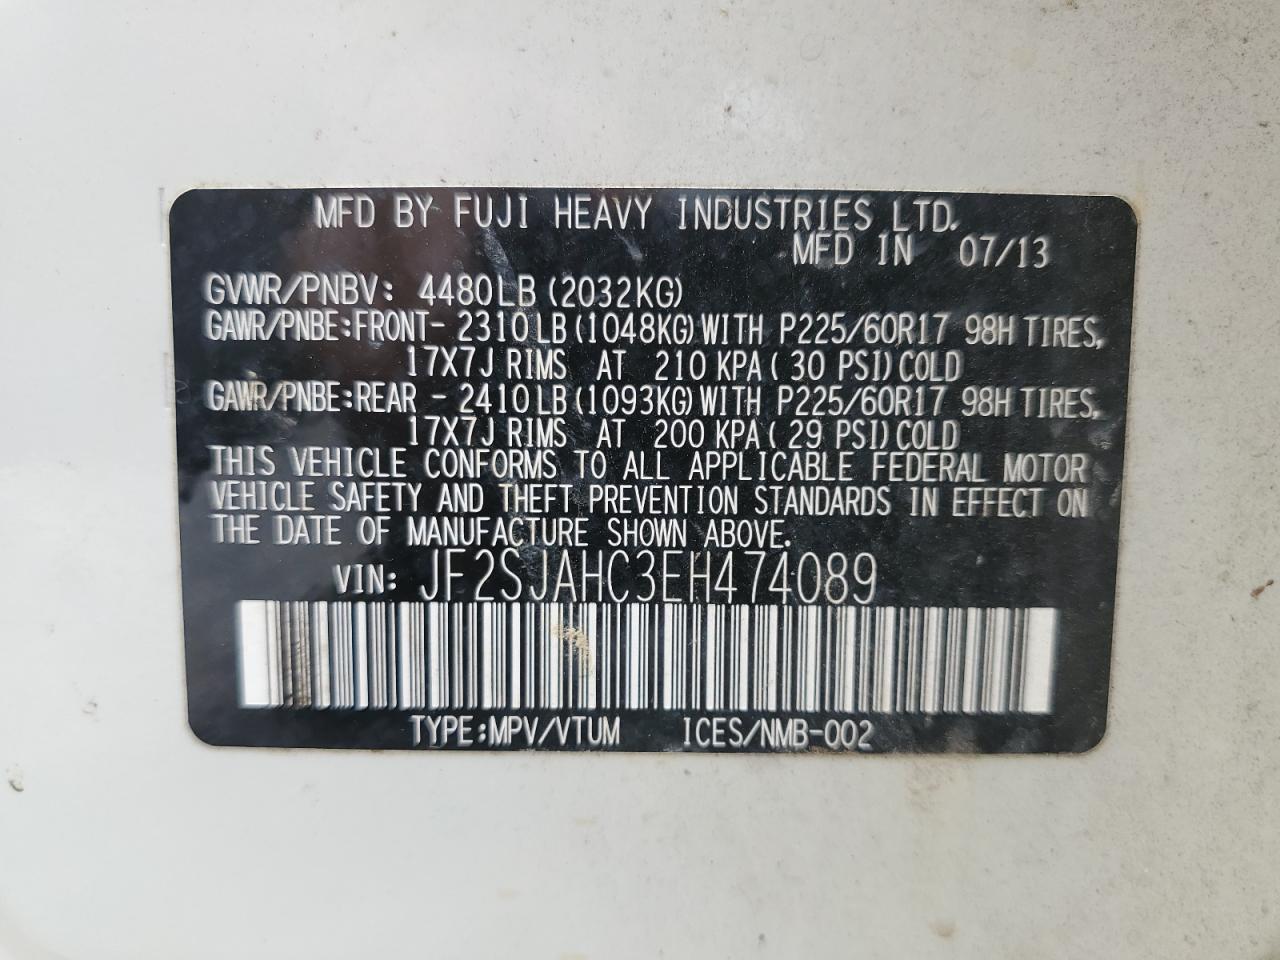 MFD BY FUJI HEAVY INDUSTRIES LTD.
MFD IN 07/13
GVWR/PNBV: 4480LB (2032KG)
GAWR/PNBE:FRONT- 2310LB (1048KG) WITH P225/60R17 98H TIRES,
17X7J RIMS AT 210 KPA ( 30 PSI) COLD
GAWR/PNBE:REAR - 2410LB (1093KG) WITH P225/60R17 98H TIRES,
17X7J RIMS AT 200 KPA ( 29 PSI) COLD
THIS VEHICLE CONFORMS TO ALL APPLICABLE FEDERAL MOTOR
VEHICLE SAFETY AND THEFT PREVENTION STANDARDS IN EFFECT ON
THE DATE OF MANUFACTURE SHOWN ABOVE.
VIN: JF2SJAHC3EH474089
TYPE:MPV/VTUM ICES/NMB-002